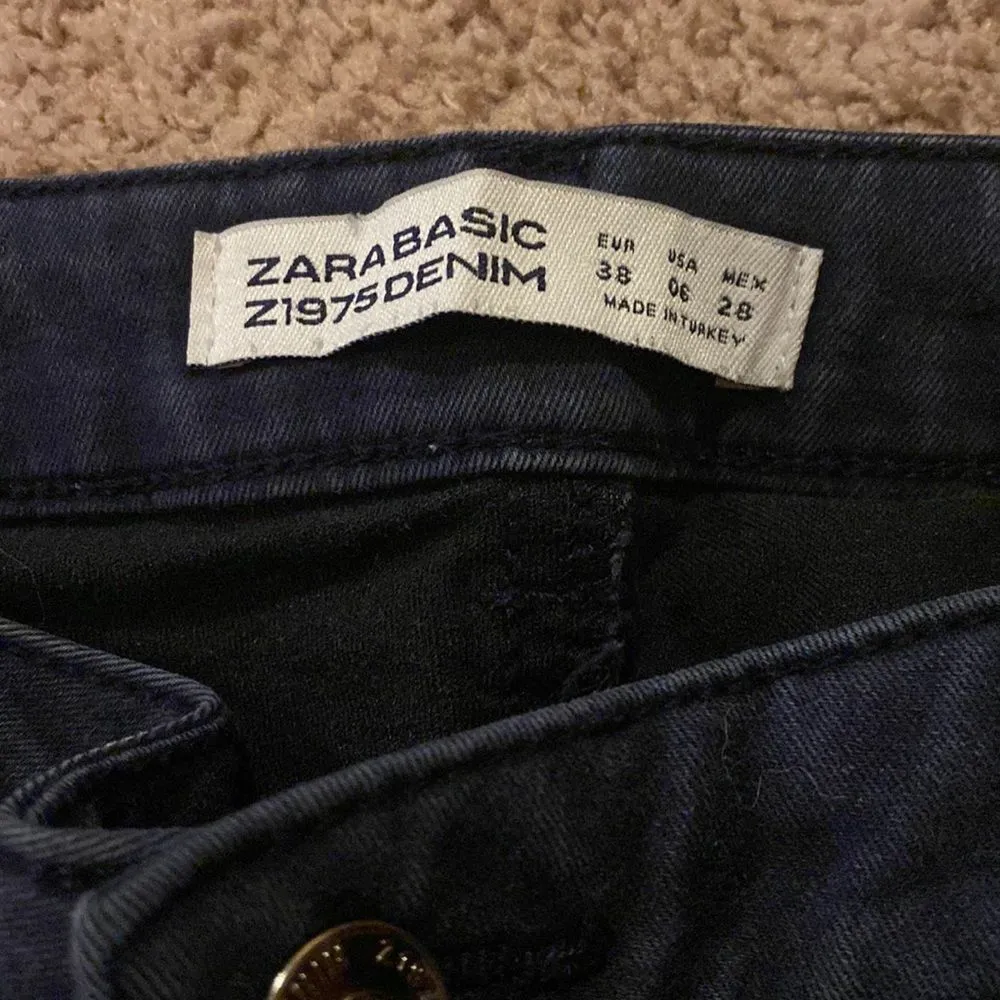 ZARABASIC
Z1975DENIM
EUR USA MEX
38 06 28
MADE IN TURKEY